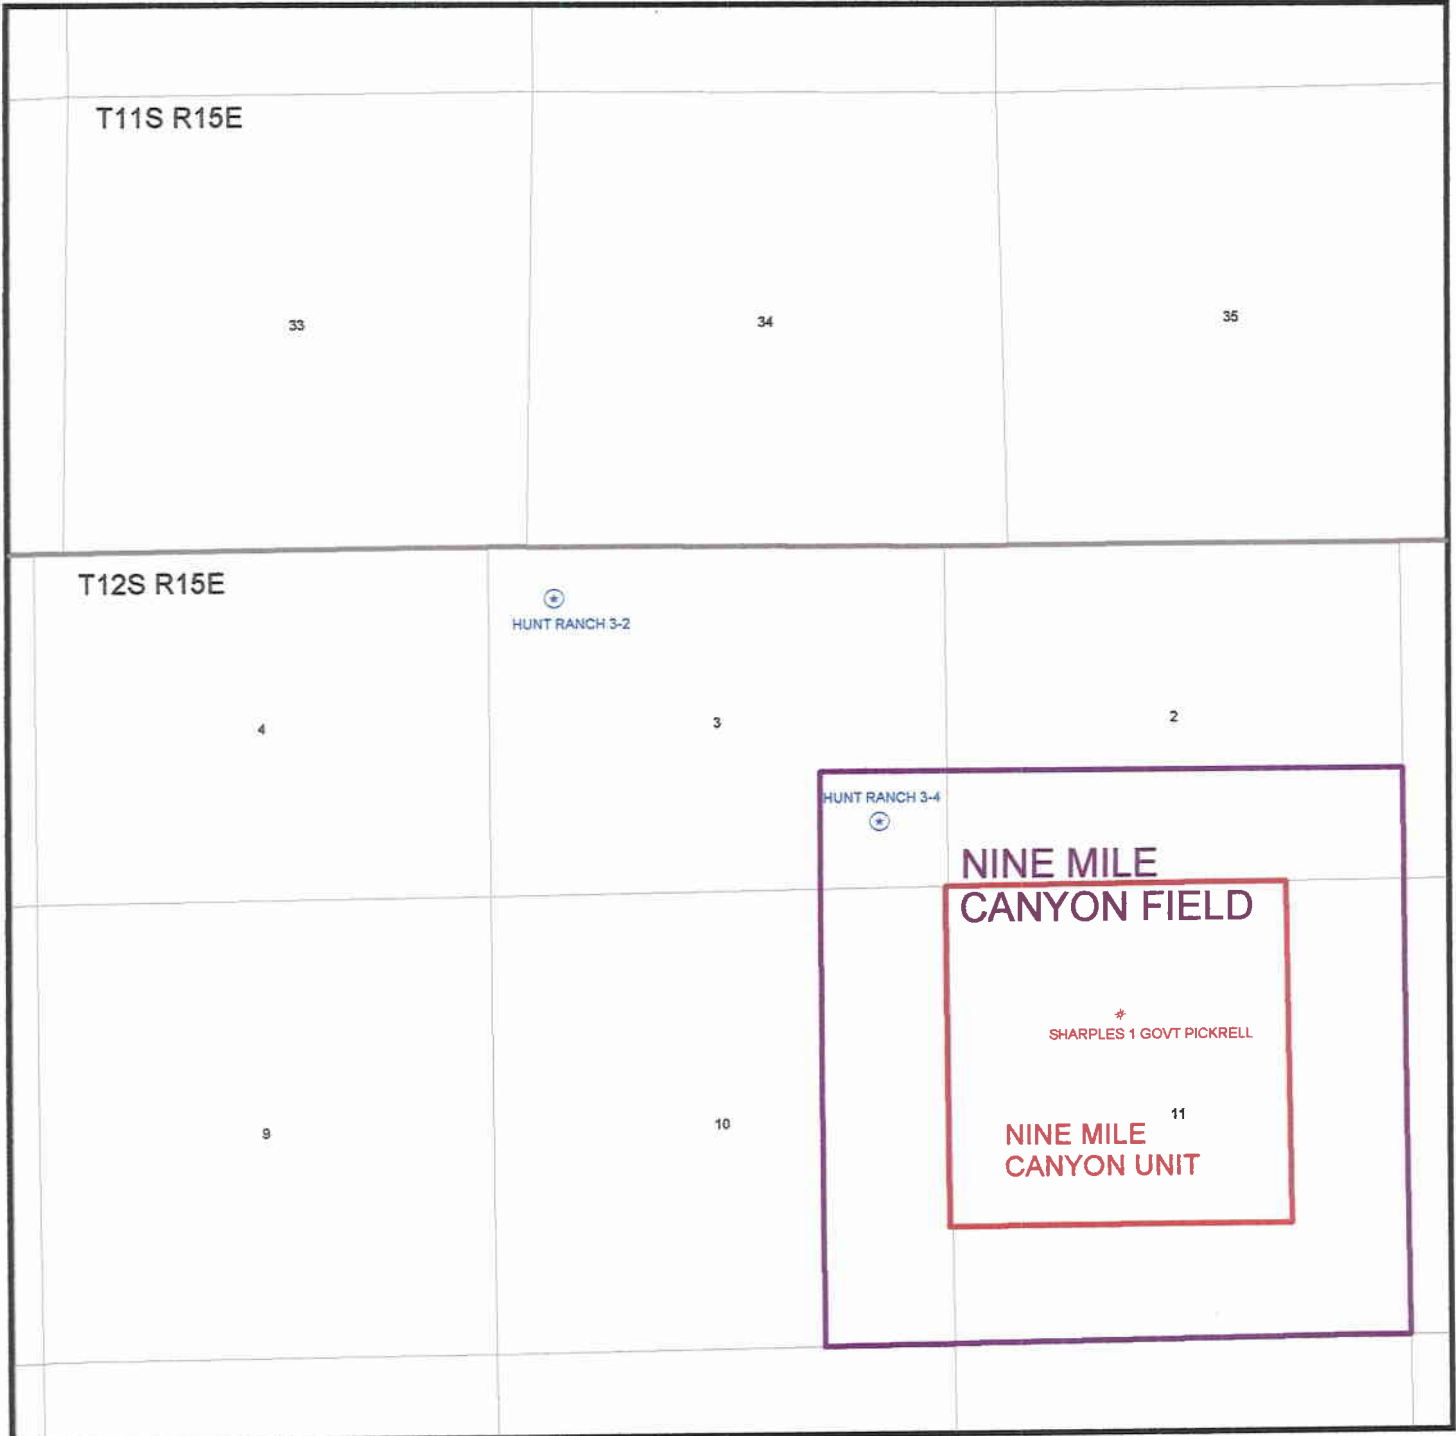 T11S R15E
33
34
35
T12S R15E
HUNT RANCH 3-2
4
3
2
HUNT RANCH 3-4
NINE MILE
CANYON FIELD
SHARPLES 1 GOVT PICKRELL
9
10
11
NINE MILE
CANYON UNIT